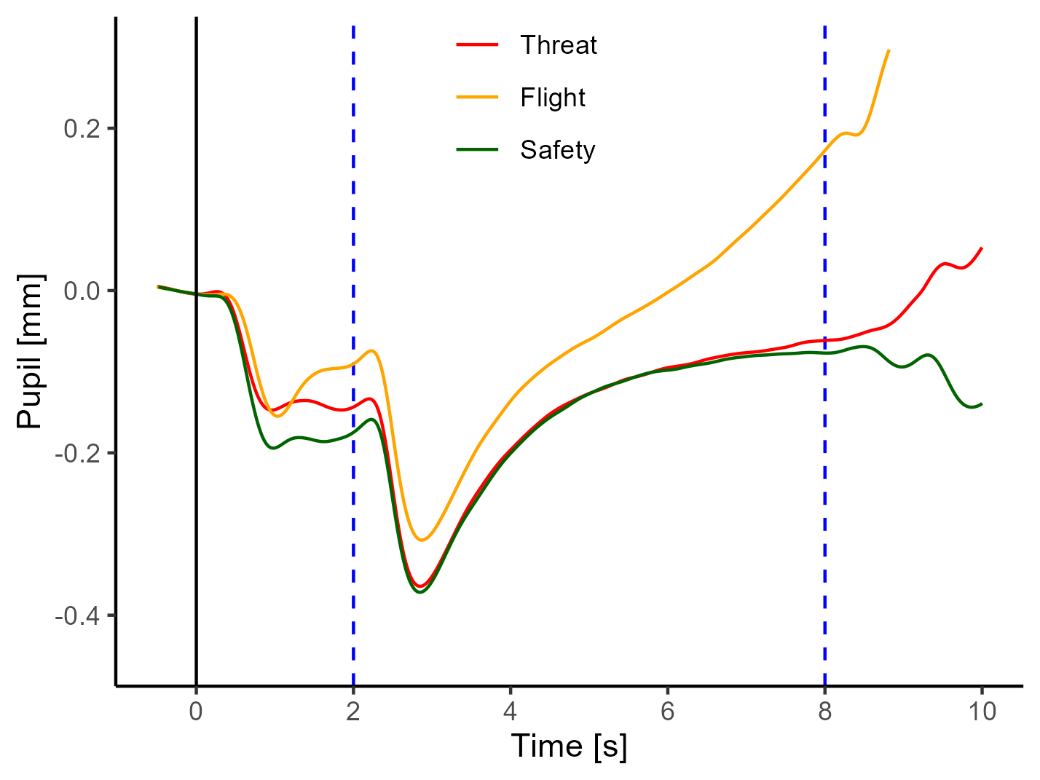 Threat
Flight
Safety
0.2
0.0
-0.2
-0.4
Pupil [mm]
0 2 4 6 8 10
Time [s]